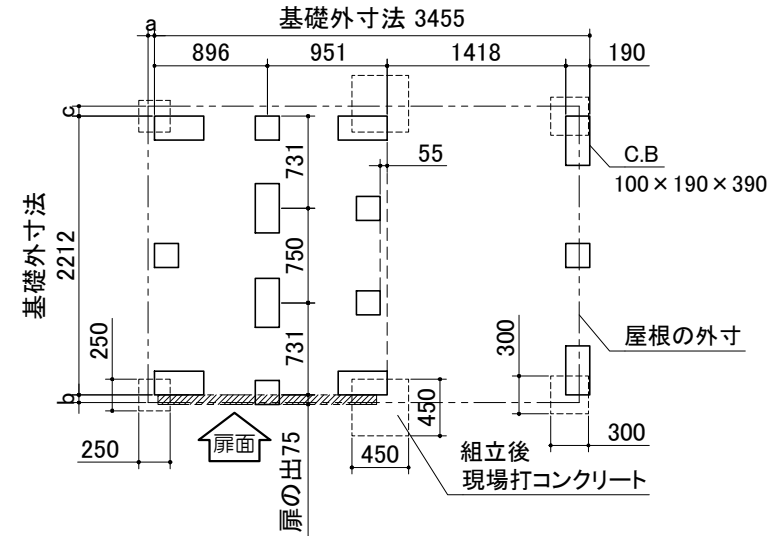 基礎外寸法 3455
a
896
951
1418
190
c
731
55
C.B
100×190×390
基礎外寸法
2212
750
屋根の外寸
250
731
300
b
450
扉面
250
扉の出75
450
組立後
現場打コンクリート
300